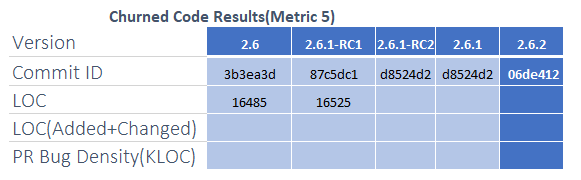 Churned Code Results(Metric 5)
Version 2.6 2.6.1-RC1 2.6.1-RC2 2.6.1 2.6.2
Commit ID 3b3ea3d 87c5dc1 d8524d2 d8524d2 06de412
LOC 16485 16525
LOC(Added+Changed)
PR Bug Density(KLOC)